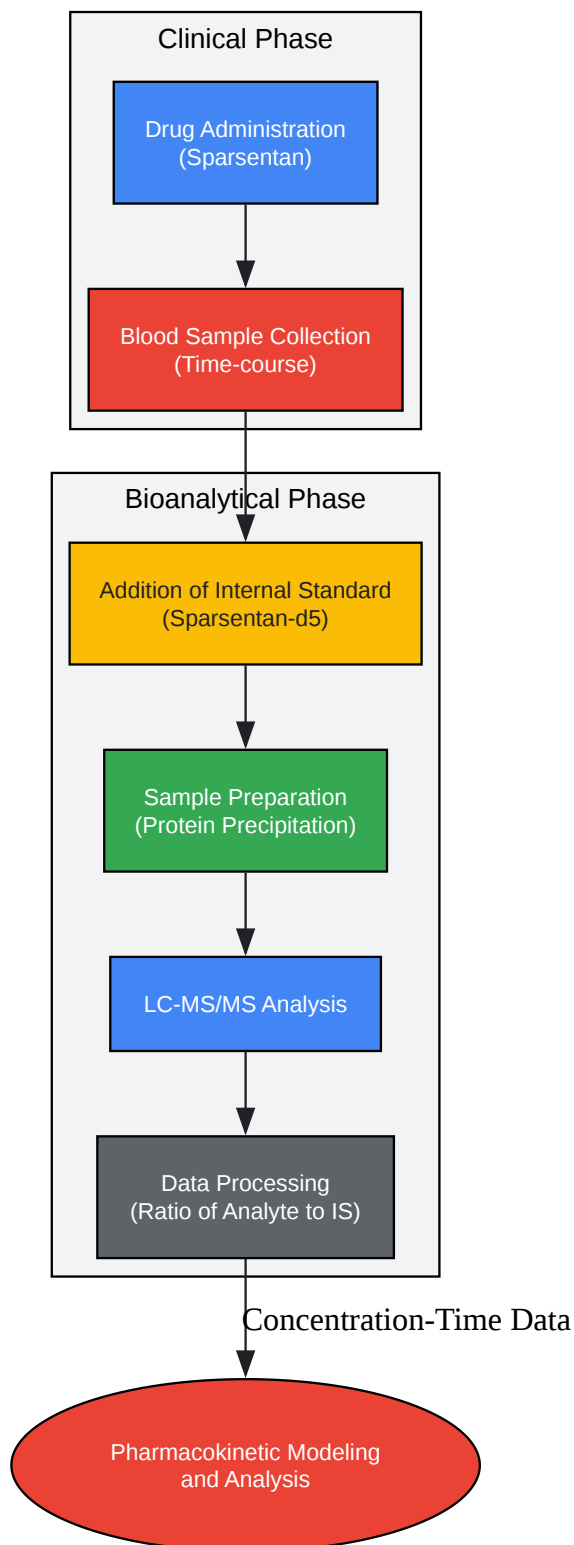 Clinical Phase
Drug Administration
(Sparsentan)
Blood Sample Collection
(Time-course)
Bioanalytical Phase
Addition of Internal Standard
(Sparsentan-d5)
Sample Preparation
(Protein Precipitation)
LC-MS/MS Analysis
Data Processing
(Ratio of Analyte to IS)
Concentration-Time Data
Pharmacokinetic Modeling
and Analysis